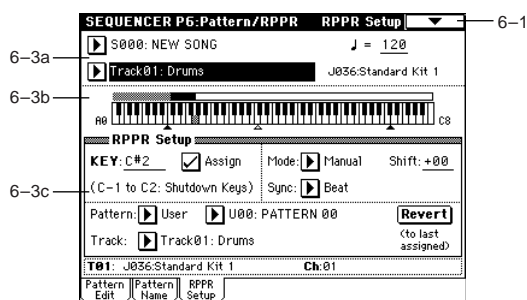 SEQUENCER P6:Pattern/RPPR RPPR Setup
6–1
S000: NEW SONG ♩ = 120
6–3a
Track01: Drums J036:Standard Kit 1
6–3b
A0 C8
RPPR Setup
KEY: C#2 Assign Mode: Manual Shift: +00
6–3c
(C-1 to C2: Shutdown Keys) Sync: Beat
Pattern: User U00: PATTERN 00 Revert
Track: Track01: Drums (to last assigned)
T01: J036:Standard Kit 1 Ch:01
Pattern Edit Pattern Name RPPR Setup